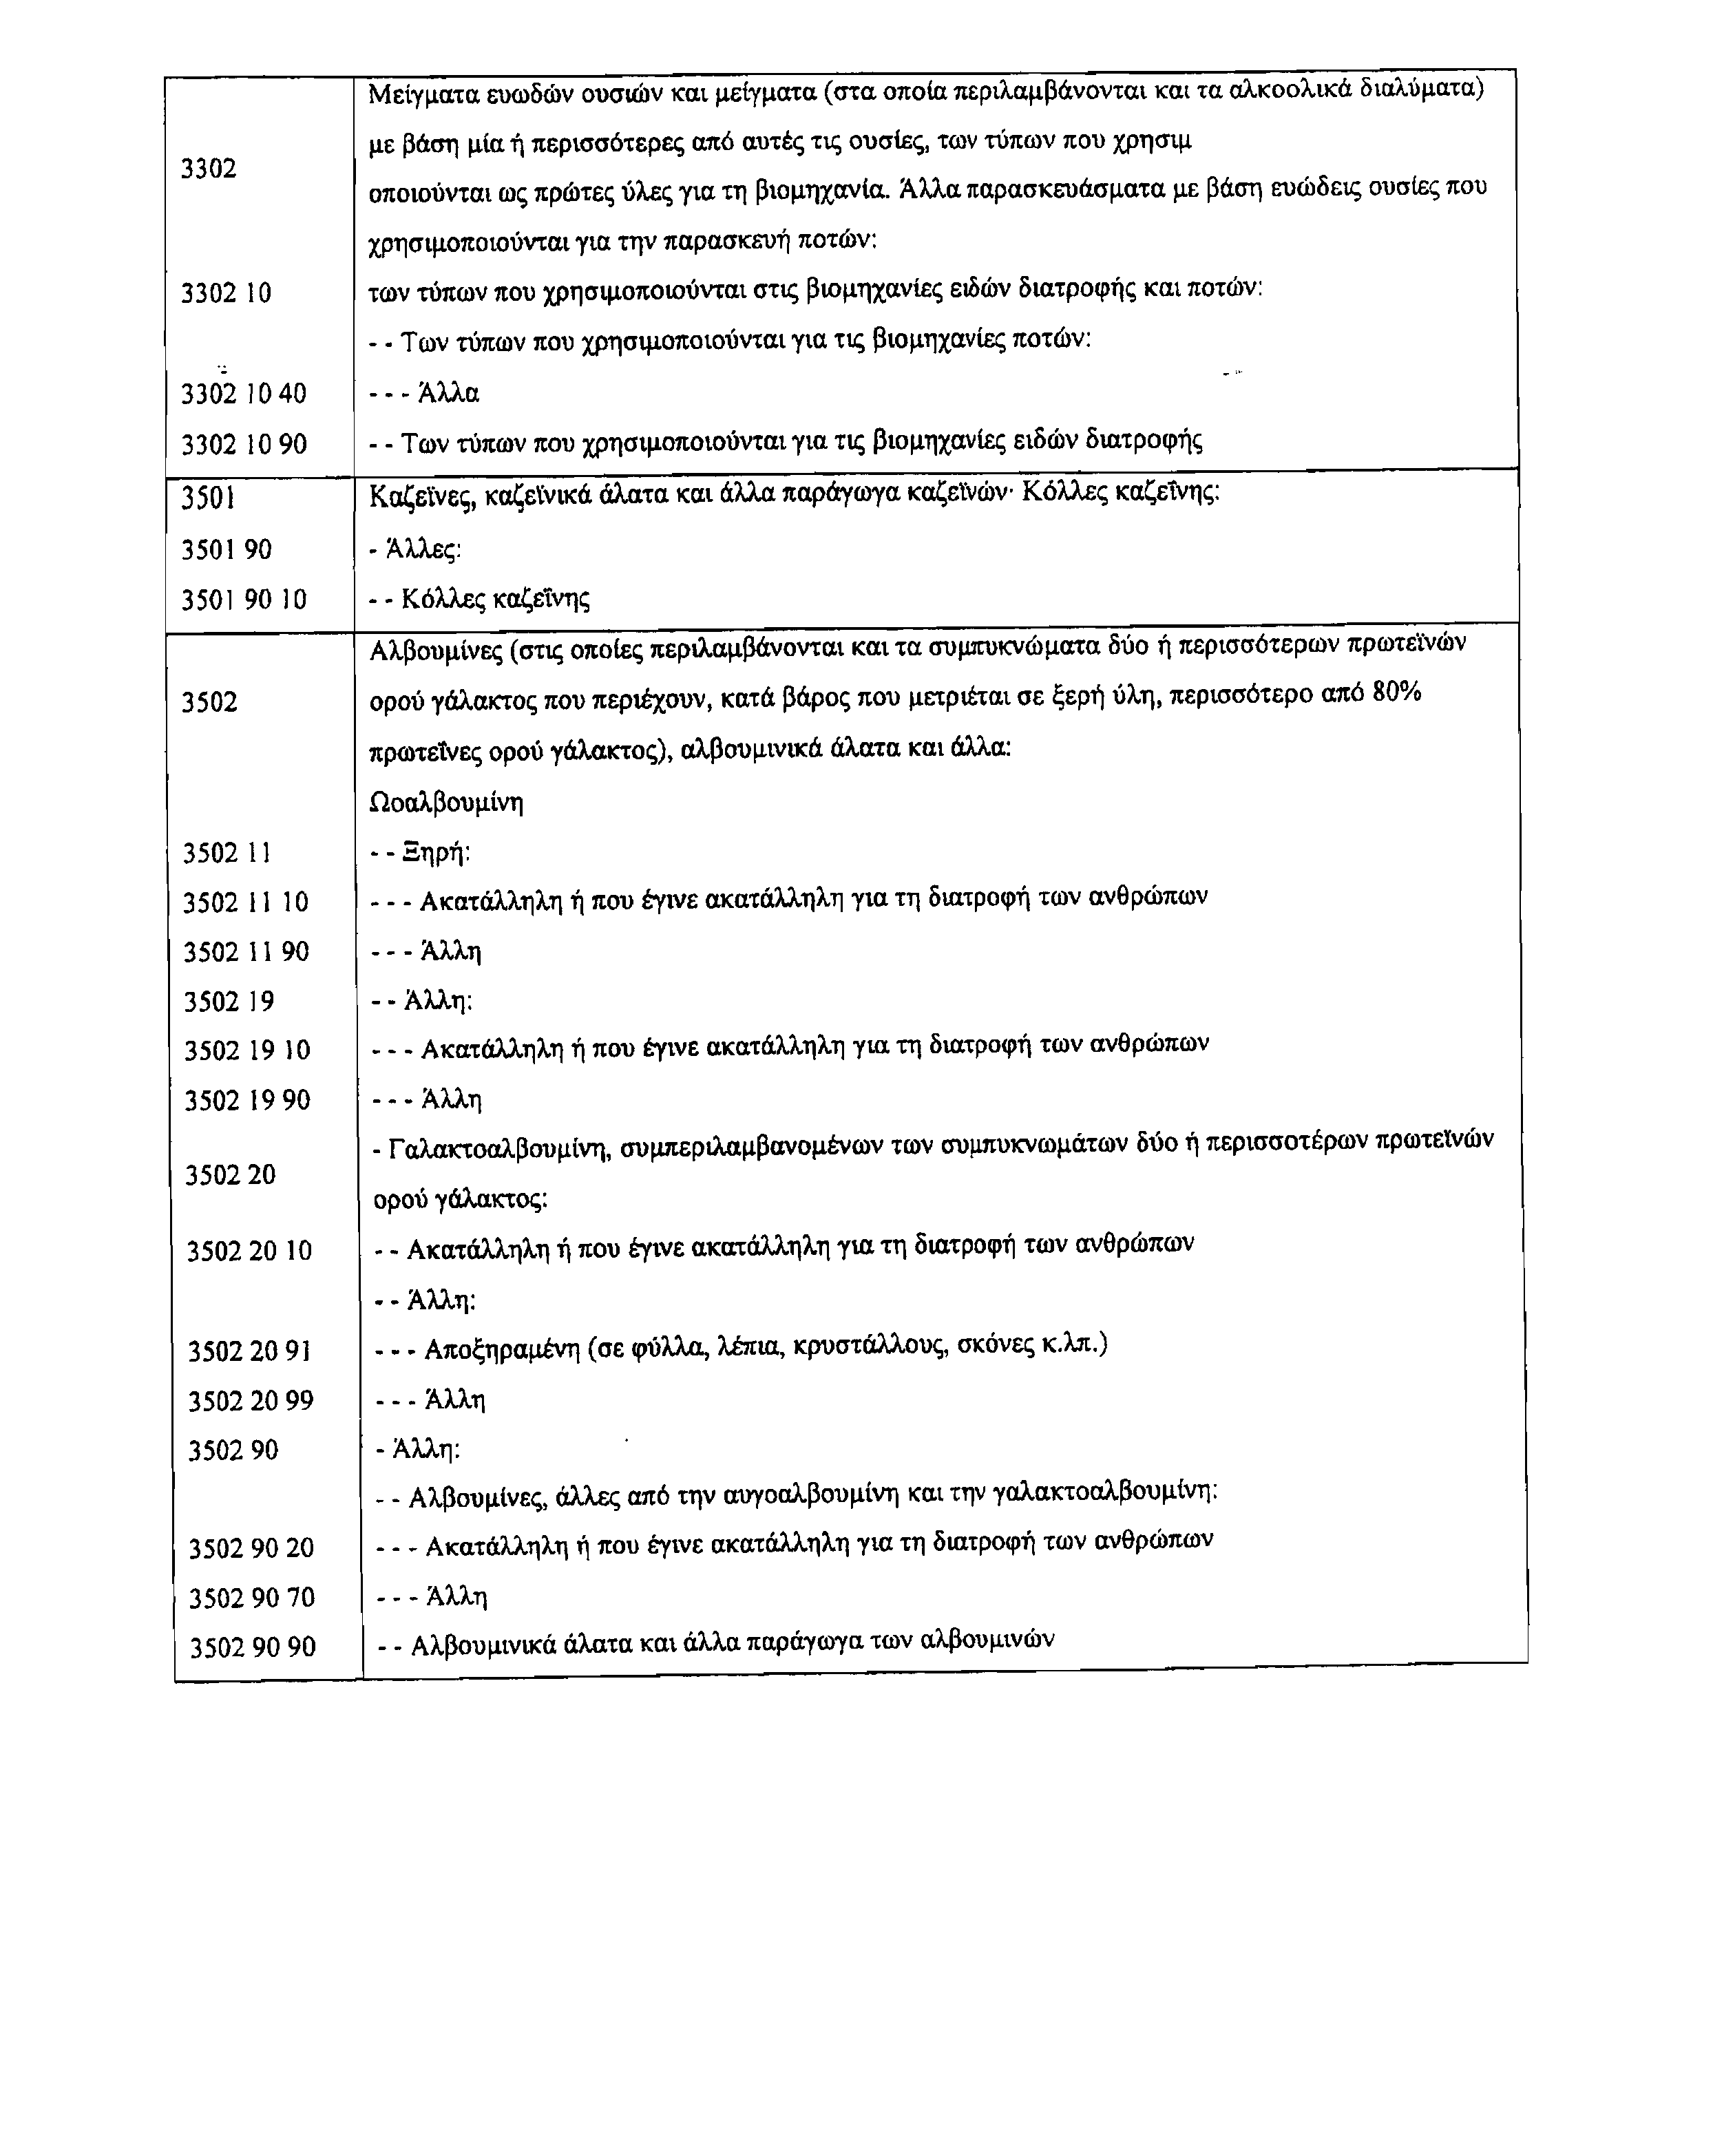 Μείγματα ευωδών ουσιών και μείγματα (στα οποία περιλαμβάνονται και τα αλκοολικά διαλύματα)
με βάση μία ή περισσότερες από αυτές τις ουσίες, των τύπων που χρησιμ
3302
οποιούνται ως πρώτες ύλες για τη βιομηχανία. Άλλα παρασκευάσματα με βάση ευώδεις ουσίες που
χρησιμοποιούνται για την παρασκευή ποτών:
3302 10 των τύπων που χρησιμοποιούνται στις βιομηχανίες ειδών διατροφής και ποτών:
- - Των τύπων που χρησιμοποιούνται για τις βιομηχανίες ποτών:
3302 10 40 - - - Άλλα
3302 10 90 - - Των τύπων που χρησιμοποιούνται για τις βιομηχανίες ειδών διατροφής
3501 Καζεΐνες, καζεϊνικά άλατα και άλλα παράγωγα καζεϊνών· Κόλλες καζεΐνης:
3501 90 - Άλλες:
3501 90 10 - - Κόλλες καζεΐνης
Αλβουμίνες (στις οποίες περιλαμβάνονται και τα συμπυκνώματα δύο ή περισσότερων πρωτεϊνών
3502 ορού γάλακτος που περιέχουν, κατά βάρος που μετριέται σε ξερή ύλη, περισσότερο από 80%
πρωτεΐνες ορού γάλακτος), αλβουμινικά άλατα και άλλα:
Ωοαλβουμίνη
3502 11 - - Ξηρή:
3502 11 10 - - - Ακατάλληλη ή που έγινε ακατάλληλη για τη διατροφή των ανθρώπων
3502 11 90 - - - Άλλη
3502 19 - - Άλλη:
3502 19 10 - - - Ακατάλληλη ή που έγινε ακατάλληλη για τη διατροφή των ανθρώπων
3502 19 90 - - - Άλλη
- Γαλακτοαλβουμίνη, συμπεριλαμβανομένων των συμπυκνωμάτων δύο ή περισσοτέρων πρωτεϊνών
3502 20
ορού γάλακτος:
3502 20 10 - - Ακατάλληλη ή που έγινε ακατάλληλη για τη διατροφή των ανθρώπων
- - Άλλη:
3502 20 91 - - - Αποξηραμένη (σε φύλλα, λέπια, κρυστάλλους, σκόνες κ.λπ.)
3502 20 99 - - - Άλλη
3502 90 - Άλλη:
- - Αλβουμίνες, άλλες από την αυγοαλβουμίνη και την γαλακτοαλβουμίνη:
3502 90 20 - - - Ακατάλληλη ή που έγινε ακατάλληλη για τη διατροφή των ανθρώπων
3502 90 70 - - - Άλλη
3502 90 90 - - Αλβουμινικά άλατα και άλλα παράγωγα των αλβουμινών